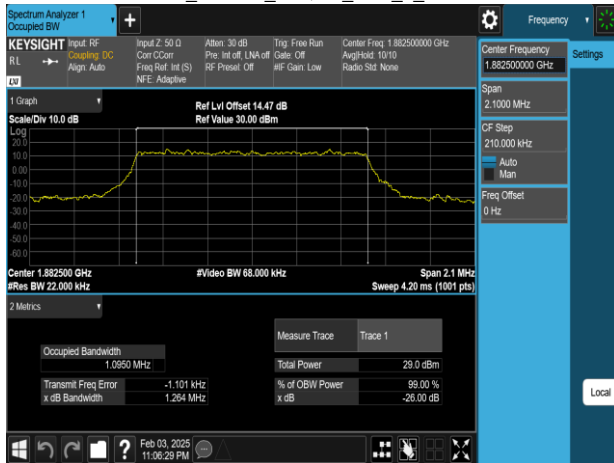 Spectrum Analyzer 1
Occupied BW
Frequency
KEYSIGHT
RL
LXI
Input: RF
Coupling: DC
Align: Auto
Input Z: 50 Ω
Corr CCorr
Freq Ref: Int (S)
NFE: Adaptive
Atten: 30 dB
Pre: Int off, LNA off
RF Preset: Off
Trig: Free Run
Gate: Off
#IF Gain: Low
Center Freq: 1.882500000 GHz
Avg|Hold: 10/10
Radio Std: None
Center Frequency
1.882500000 GHz
Settings
Span
2.1000 MHz
CF Step
210.000 kHz
Auto
Man
Freq Offset
0 Hz
Local
1 Graph
Scale/Div 10.0 dB
Ref Lvl Offset 14.47 dB
Ref Value 30.00 dBm
Log
20.0
10.0
0.00
-10.0
-20.0
-30.0
-40.0
-50.0
-60.0
Center 1.882500 GHz
#Res BW 22.000 kHz
#Video BW 68.000 kHz
Span 2.1 MHz
Sweep 4.20 ms (1001 pts)
2 Metrics
Measure Trace Trace 1
Occupied Bandwidth
1.0950 MHz
Total Power 29.0 dBm
Transmit Freq Error -1.101 kHz
% of OBW Power 99.00 %
x dB Bandwidth 1.264 MHz
x dB -26.00 dB
?
Feb 03, 2025
11:06:29 PM